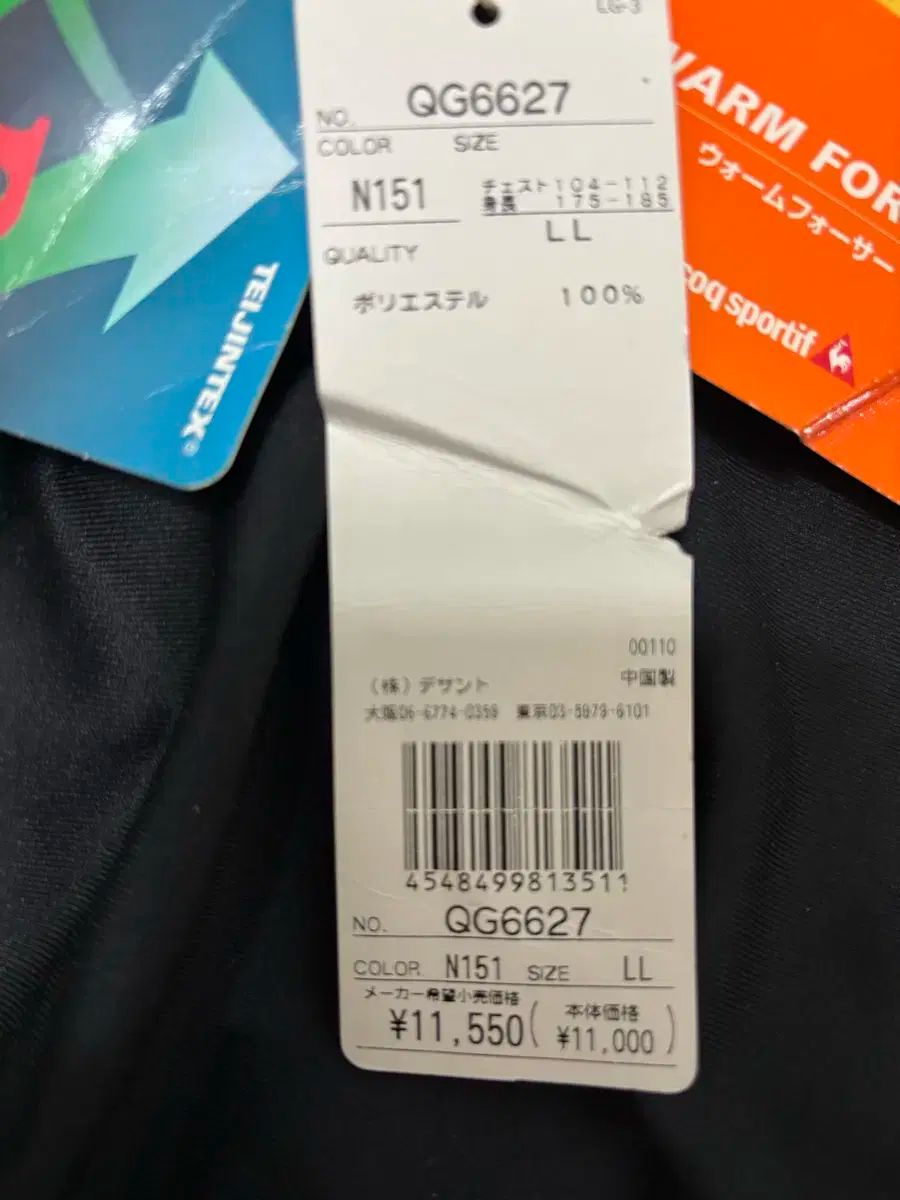 LG-3
NO. QG6627
COLOR SIZE
N151
チェスト104-112
身長 175-185
LL
QUALITY
ポリエステル 100%
TEIJINTEX
WARM FOR
ウォームフォーサー
coq sportif
00110
(株)デサント 中国製
大阪06-6774-0359 東京03-5979-6101
4548499813511
NO. QG6627
COLOR N151 SIZE LL
メーカー希望小売価格
¥11,550(本体価格 ¥11,000)